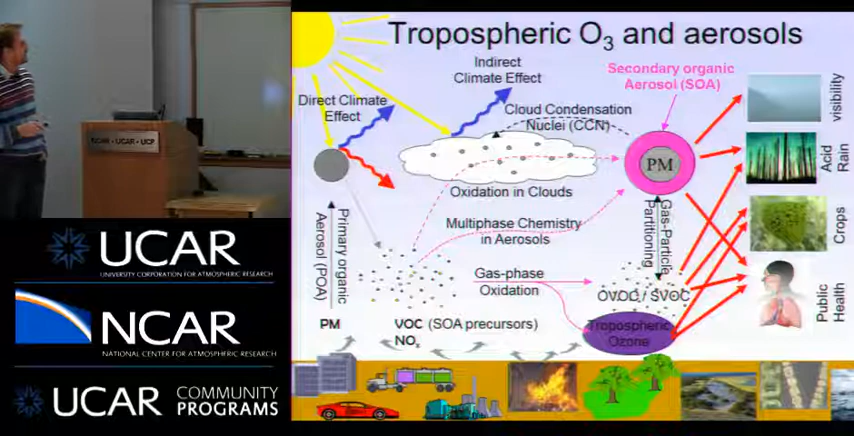 Tropospheric O3 and aerosols
Direct Climate
Effect
Indirect
Climate Effect
Secondary organic
Aerosol (SOA)
Cloud Condensation
Nuclei (CCN)
PM
visibility
Acid
Rain
Crops
Public
Health
Oxidation in Clouds
Multiphase Chemistry
in Aerosols
Gas-Particle
Partitioning
Primary organic
Aerosol (POA)
Gas-phase
Oxidation
OVOC / SVOC
Tropospheric
Ozone
PM
VOC (SOA precursors)
NOx
NCAR • UCAR • UCP
UCAR
UNIVERSITY CORPORATION FOR ATMOSPHERIC RESEARCH
NCAR
NATIONAL CENTER FOR ATMOSPHERIC RESEARCH
UCAR COMMUNITY
PROGRAMS